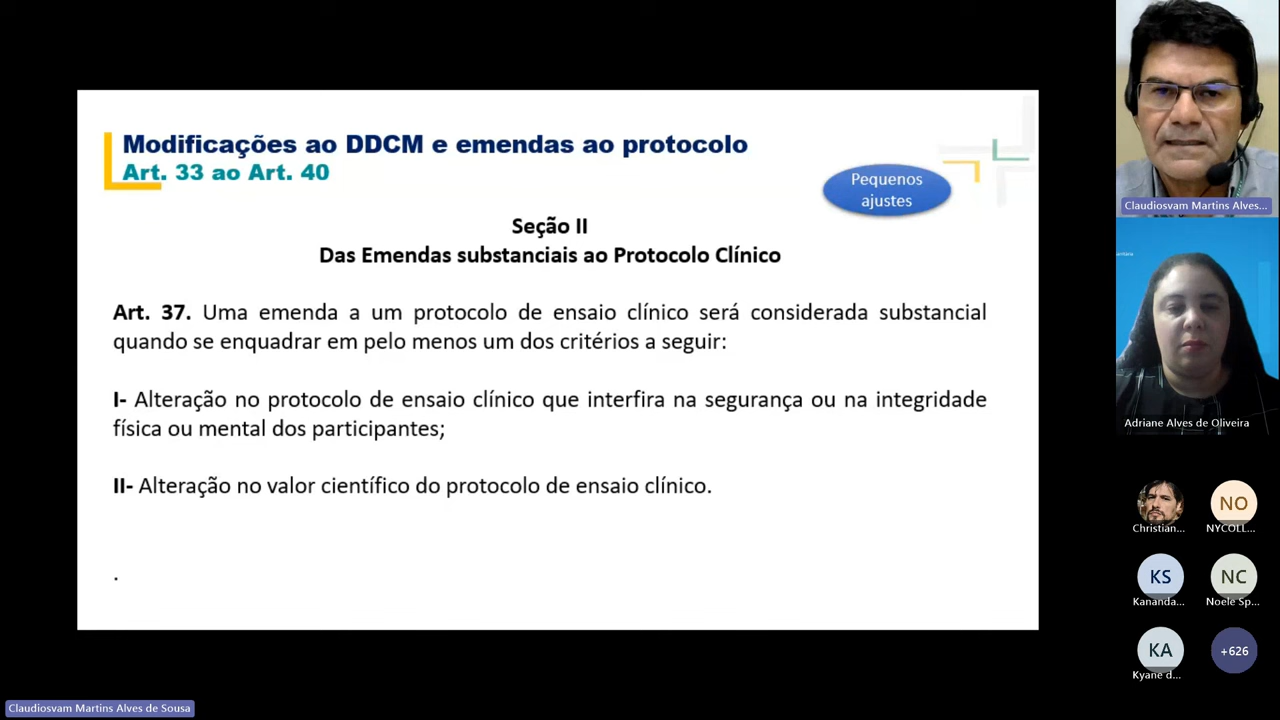 Modificações ao DDCM e emendas ao protocolo
Art. 33 ao Art. 40
Pequenos
ajustes
Seção II
Das Emendas substanciais ao Protocolo Clínico
Art. 37. Uma emenda a um protocolo de ensaio clínico será considerada substancial
quando se enquadrar em pelo menos um dos critérios a seguir:
I- Alteração no protocolo de ensaio clínico que interfira na segurança ou na integridade
física ou mental dos participantes;
II- Alteração no valor científico do protocolo de ensaio clínico.
.
Claudiosvam Martins Alves...
Adriane Alves de Oliveira
NO
Christian...
NYCOLL...
KS
NC
Kananda...
Noele Sp...
KA
+626
Kyane d...
Claudiosvam Martins Alves de Sousa